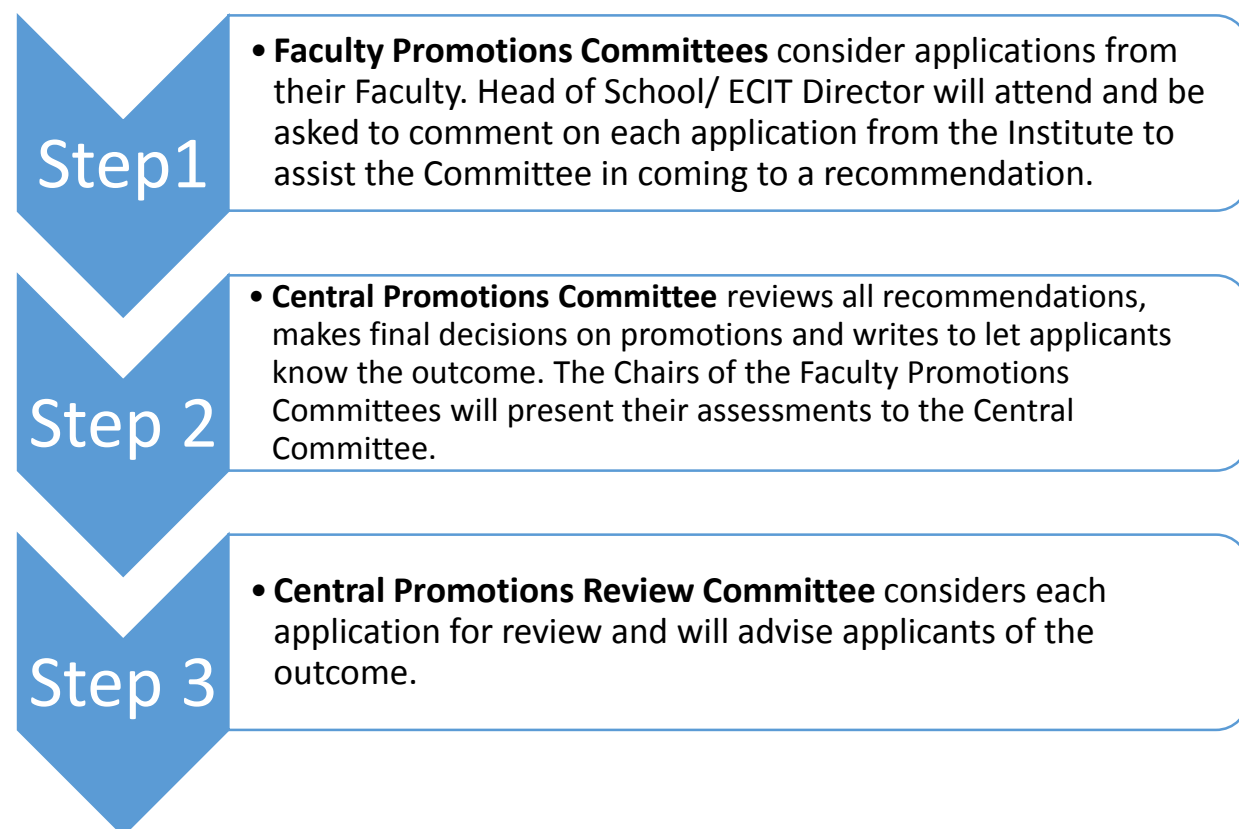 Step1
• Faculty Promotions Committees consider applications from
their Faculty. Head of School/ ECIT Director will attend and be
asked to comment on each application from the Institute to
assist the Committee in coming to a recommendation.
Step 2
• Central Promotions Committee reviews all recommendations,
makes final decisions on promotions and writes to let applicants
know the outcome. The Chairs of the Faculty Promotions
Committees will present their assessments to the Central
Committee.
Step 3
• Central Promotions Review Committee considers each
application for review and will advise applicants of the
outcome.